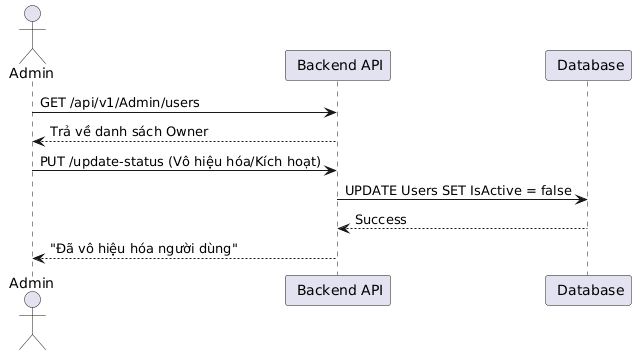 Admin
Backend API
Database
GET /api/v1/Admin/users
Trả về danh sách Owner
PUT /update-status (Vô hiệu hóa/Kích hoạt)
UPDATE Users SET IsActive = false
Success
"Đã vô hiệu hóa người dùng"
Admin
Backend API
Database